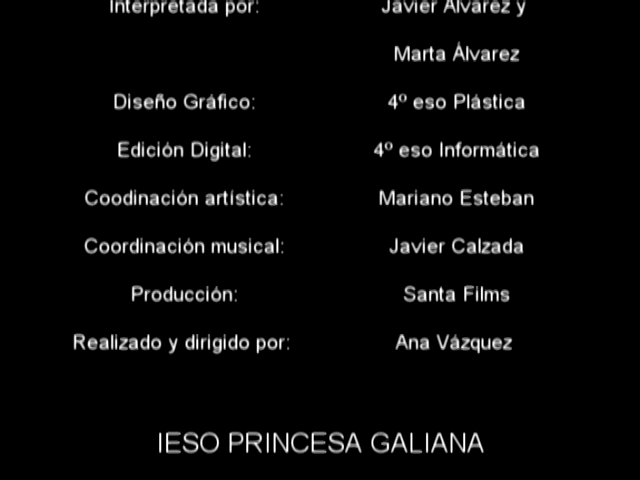 Interpretada por: Javier Álvarez y
Marta Álvarez
Diseño Gráfico: 4º eso Plástica
Edición Digital: 4º eso Informática
Coodinación artística: Mariano Esteban
Coordinación musical: Javier Calzada
Producción: Santa Films
Realizado y dirigido por: Ana Vázquez
IESO PRINCESA GALIANA